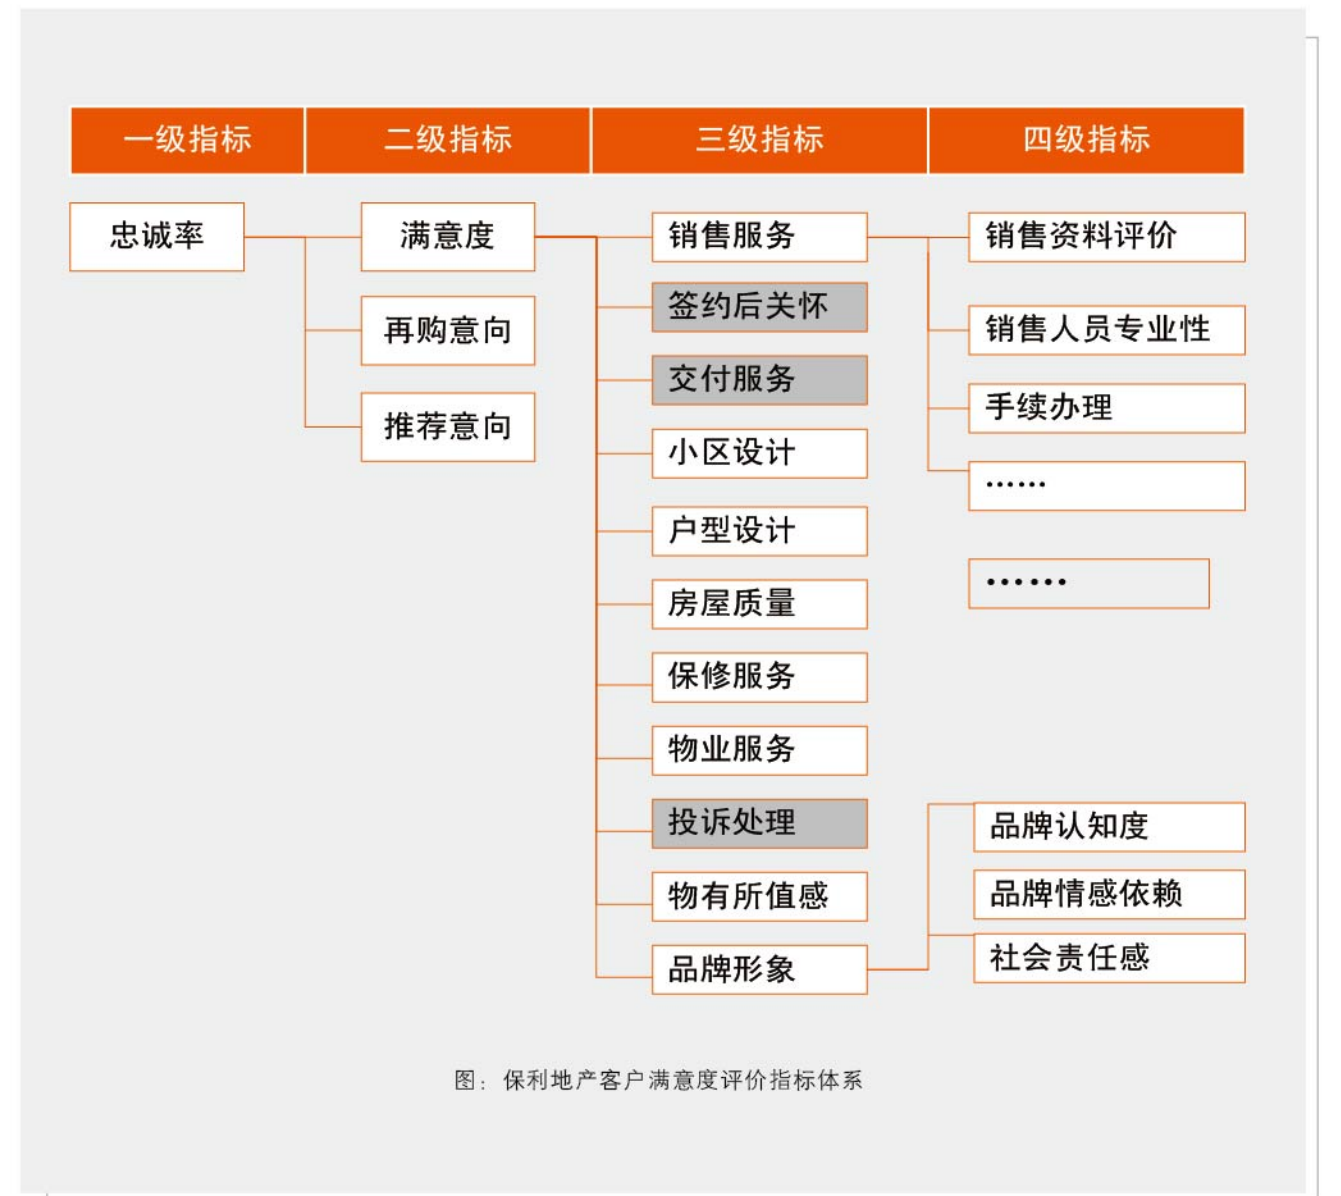 一级指标 二级指标 三级指标 四级指标
忠诚率 满意度 销售服务 销售资料评价
签约后关怀
再购意向 销售人员专业性
交付服务
手续办理
推荐意向
小区设计
……
户型设计
……
房屋质量
保修服务
物业服务
投诉处理 品牌认知度
物有所值感 品牌情感依赖
品牌形象 社会责任感
图：保利地产客户满意度评价指标体系